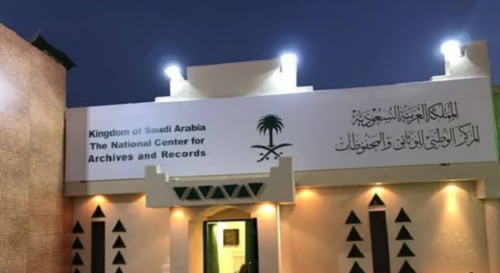 Kingdom of Saudi Arabia
The National Center for
Archives and Records
المملكة العربية السعودية
المركز الوطني للوثائق والمحفوظات